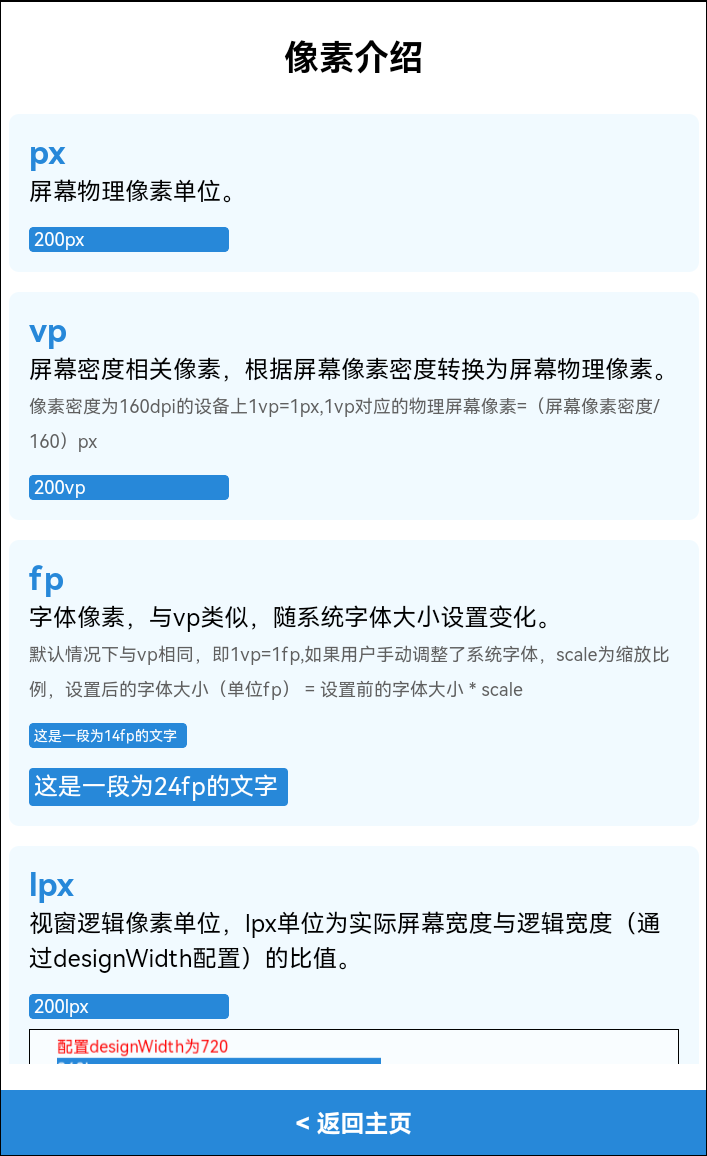 像素介绍
px
屏幕物理像素单位。
200px
vp
屏幕密度相关像素，根据屏幕像素密度转换为屏幕物理像素。
像素密度为160dpi的设备上1vp=1px,1vp对应的物理屏幕像素=（屏幕像素密度/
160）px
200vp
fp
字体像素，与vp类似，随系统字体大小设置变化。
默认情况下与vp相同，即1vp=1fp,如果用户手动调整了系统字体，scale为缩放比
例，设置后的字体大小（单位fp） = 设置前的字体大小 * scale
这是一段为14fp的文字
这是一段为24fp的文字
lpx
视窗逻辑像素单位，lpx单位为实际屏幕宽度与逻辑宽度（通
过designWidth配置）的比值。
200lpx
配置designWidth为720
< 返回主页